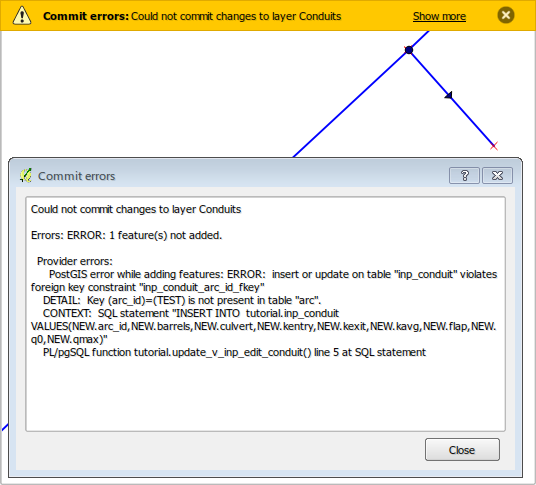 Commit errors: Could not commit changes to layer Conduits Show more
Commit errors
Could not commit changes to layer Conduits
Errors: ERROR: 1 feature(s) not added.
Provider errors:
PostGIS error while adding features: ERROR:  insert or update on table "inp_conduit" violates
foreign key constraint "inp_conduit_arc_id_fkey"
DETAIL:  Key (arc_id)=(TEST) is not present in table "arc".
CONTEXT:  SQL statement "INSERT INTO  tutorial.inp_conduit
VALUES(NEW.arc_id,NEW.barrels,NEW.culvert,NEW.kentry,NEW.kexit,NEW.kavg,NEW.flap,NEW.
q0,NEW.qmax)"
PL/pgSQL function tutorial.update_v_inp_edit_conduit() line 5 at SQL statement
Close